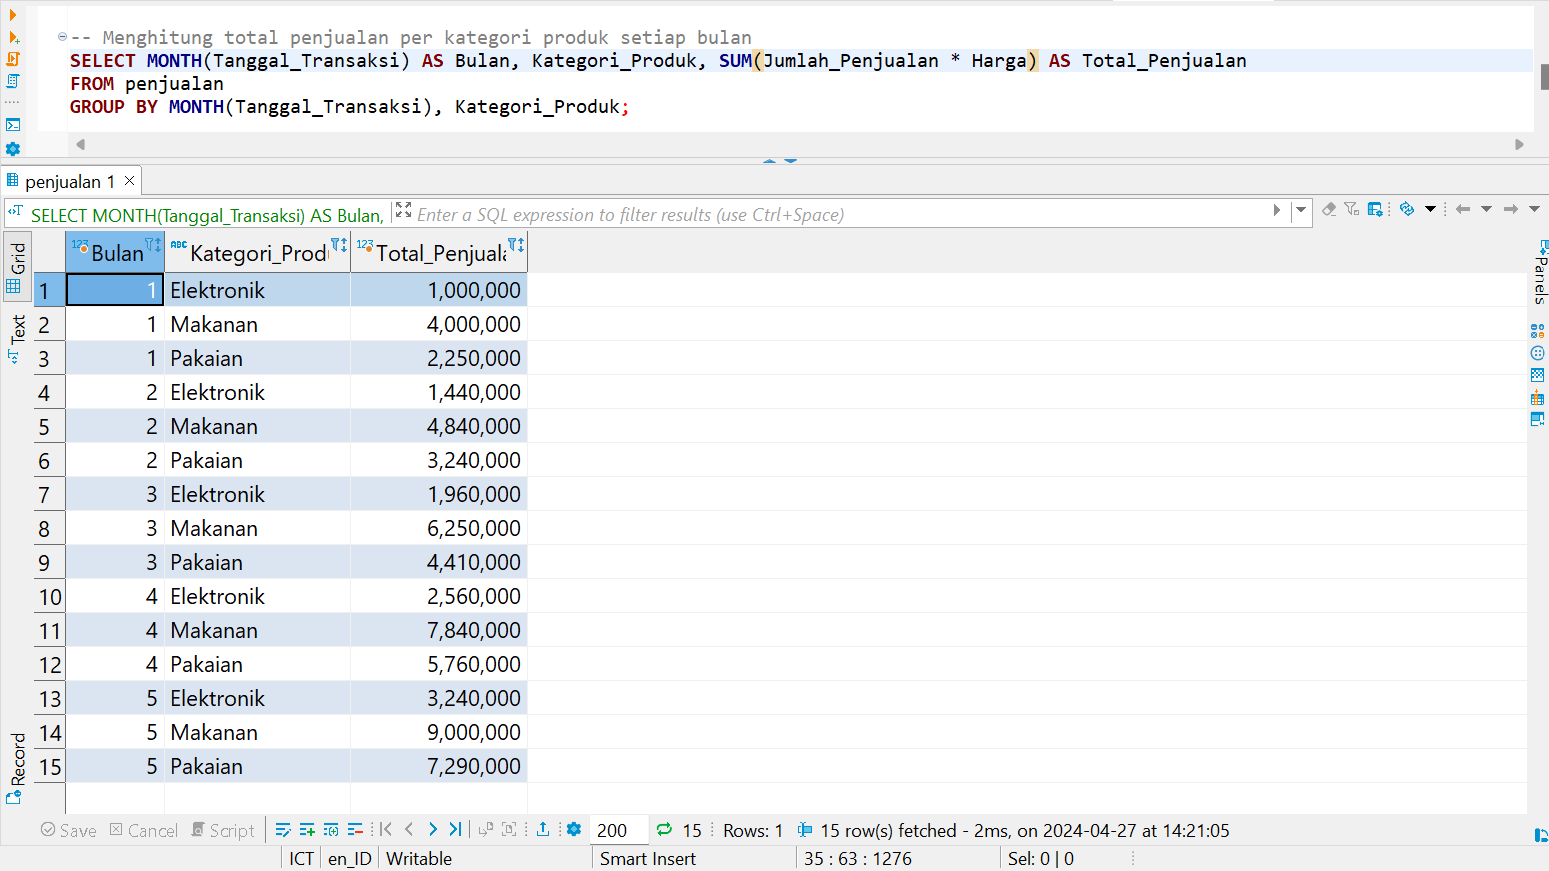 -- Menghitung total penjualan per kategori produk setiap bulan
SELECT MONTH(Tanggal_Transaksi) AS Bulan, Kategori_Produk, SUM(Jumlah_Penjualan * Harga) AS Total_Penjualan
FROM penjualan
GROUP BY MONTH(Tanggal_Transaksi), Kategori_Produk;
penjualan 1
SELECT MONTH(Tanggal_Transaksi) AS Bulan, Enter a SQL expression to filter results (use Ctrl+Space)
Grid
Text
Record
Panels
123 Bulan ABC Kategori_Prod 123 Total_Penjuala
1 1 Elektronik 1,000,000
2 1 Makanan 4,000,000
3 1 Pakaian 2,250,000
4 2 Elektronik 1,440,000
5 2 Makanan 4,840,000
6 2 Pakaian 3,240,000
7 3 Elektronik 1,960,000
8 3 Makanan 6,250,000
9 3 Pakaian 4,410,000
10 4 Elektronik 2,560,000
11 4 Makanan 7,840,000
12 4 Pakaian 5,760,000
13 5 Elektronik 3,240,000
14 5 Makanan 9,000,000
15 5 Pakaian 7,290,000
Save Cancel Script 200 15 Rows: 1 15 row(s) fetched - 2ms, on 2024-04-27 at 14:21:05
ICT en_ID Writable Smart Insert 35 : 63 : 1276 Sel: 0 | 0